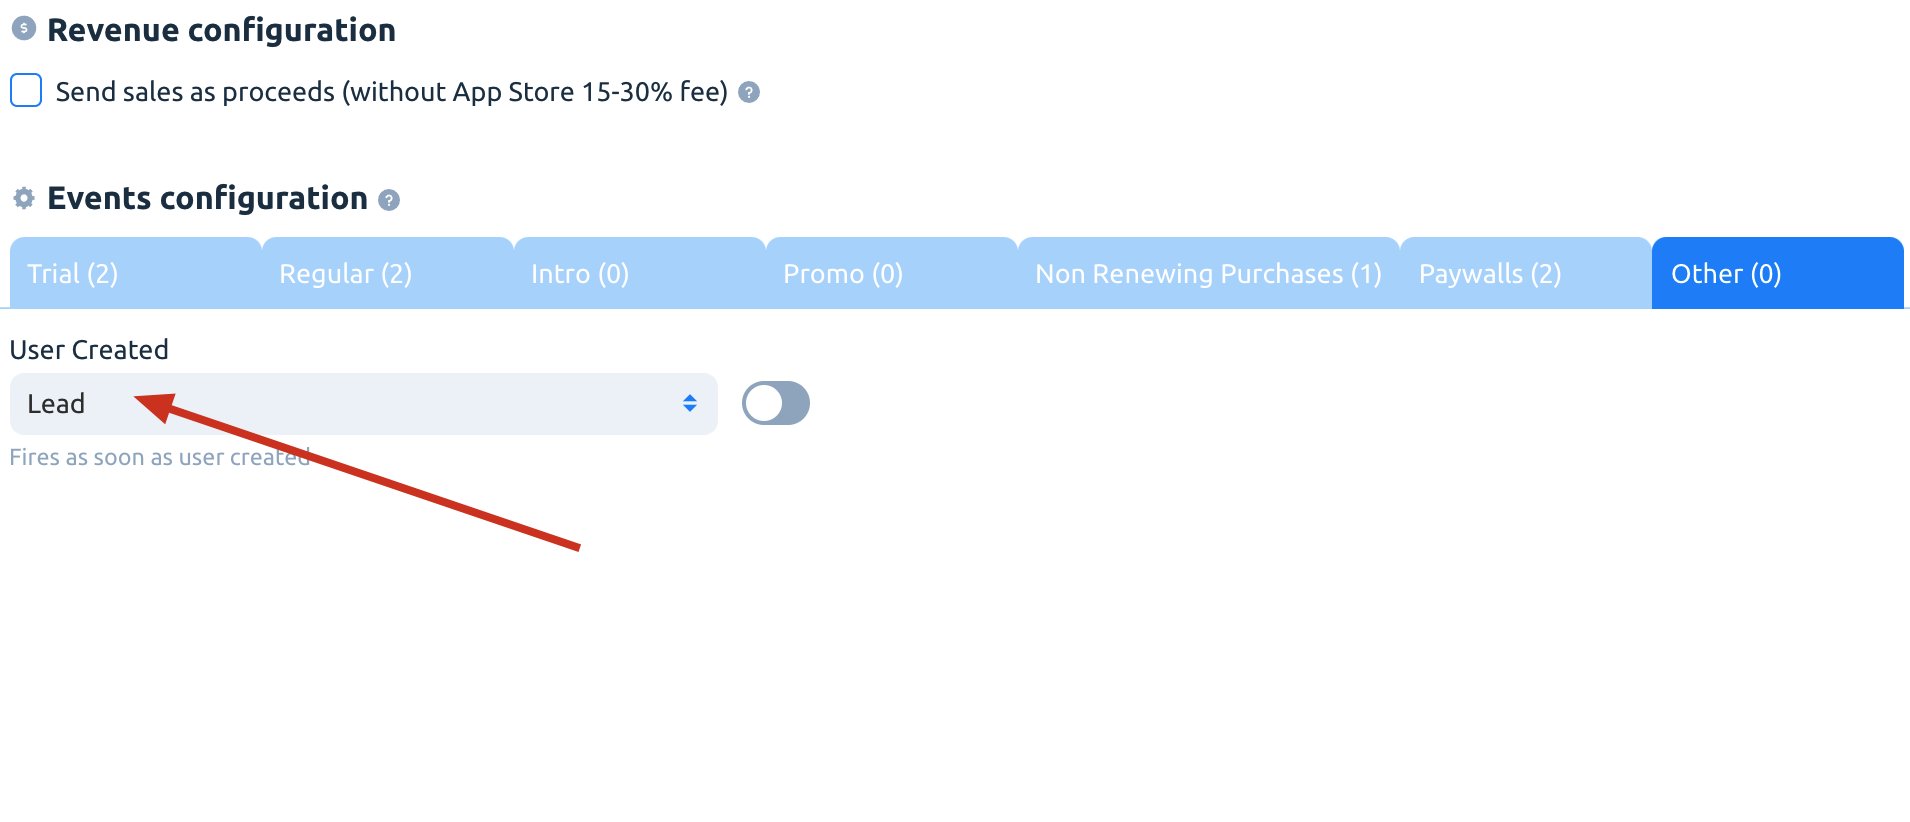 Revenue configuration
Send sales as proceeds (without App Store 15-30% fee)
Events configuration
Trial (2) Regular (2) Intro (0) Promo (0) Non Renewing Purchases (1) Paywalls (2) Other (0)
User Created
Lead
Fires as soon as user created